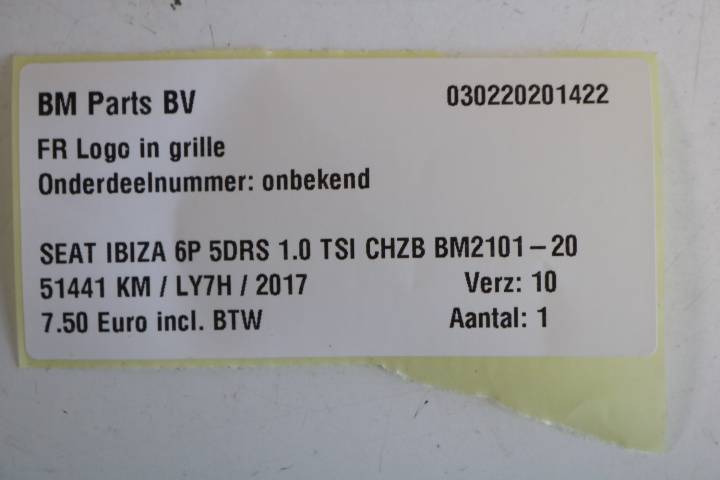 BM Parts BV 030220201422
FR Logo in grille
Onderdeelnummer: onbekend
SEAT IBIZA 6P 5DRS 1.0 TSI CHZB BM2101-20
51441 KM / LY7H / 2017 Verz: 10
7.50 Euro incl. BTW Aantal: 1